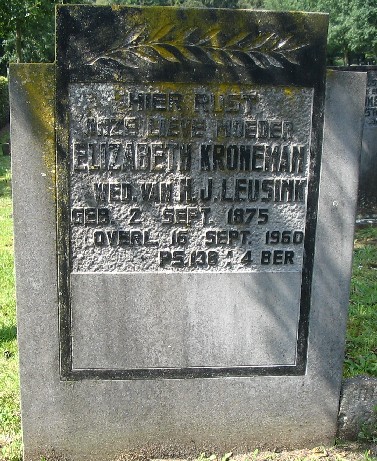 HIER RUST
ONZE LIEVE MOEDER
ELIZABETH KRONEMAN
WED. VAN H. J. LEUSINK
GEB. 2 SEPT. 1875
OVERL. 16 SEPT. 1960
PS. 138 : 4 BER